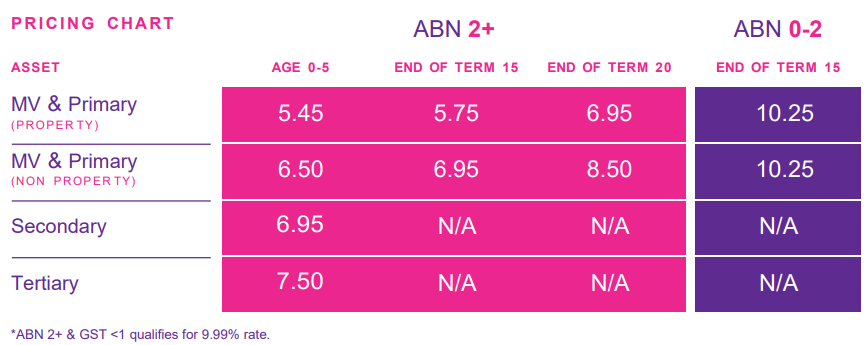 PRICING CHART
ABN 2+ ABN 0-2
ASSET AGE 0-5 END OF TERM 15 END OF TERM 20 END OF TERM 15
MV & Primary
(PROPERTY)
5.45 5.75 6.95 10.25
MV & Primary
(NON PROPERTY)
6.50 6.95 8.50 10.25
Secondary 6.95 N/A N/A N/A
Tertiary 7.50 N/A N/A N/A
*ABN 2+ & GST <1 qualifies for 9.99% rate.